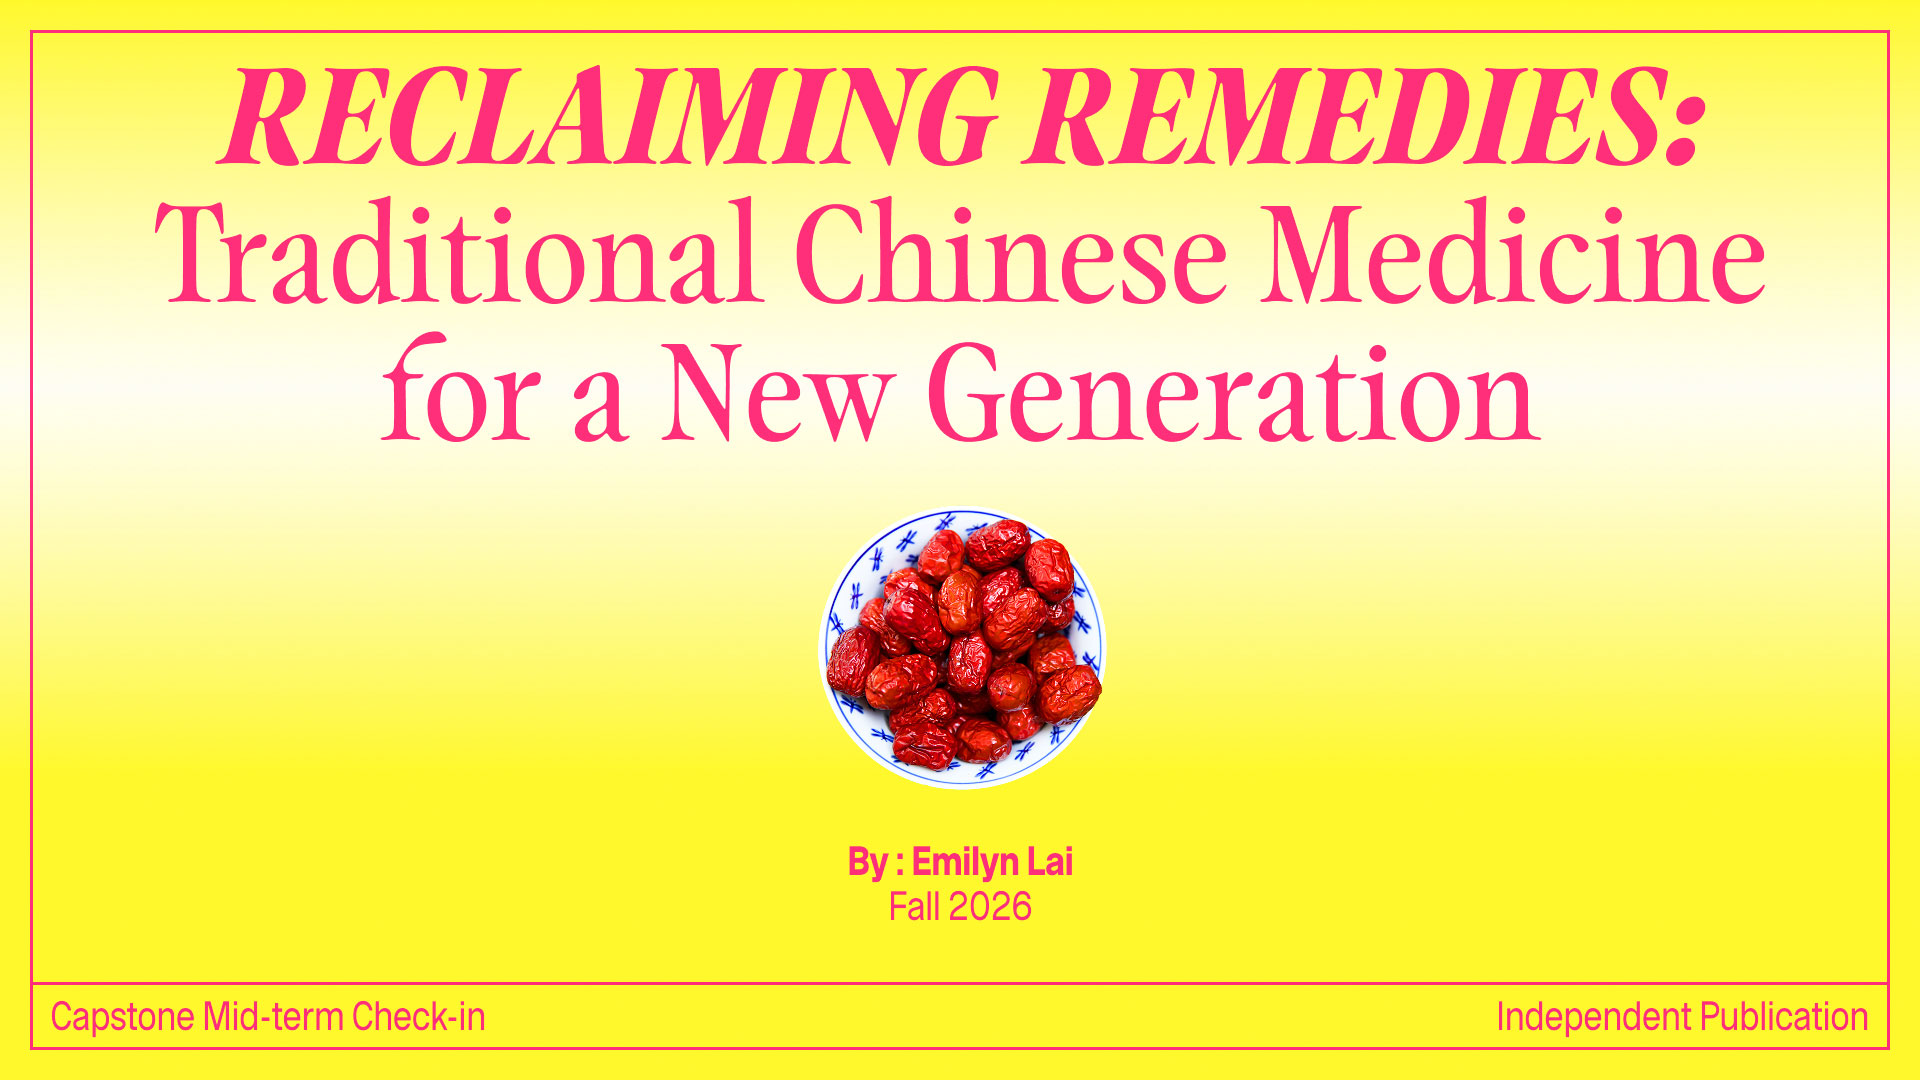 RECLAIMING REMEDIES:
Traditional Chinese Medicine
for a New Generation
By : Emilyn Lai
Fall 2026
Capstone Mid-term Check-in
Independent Publication